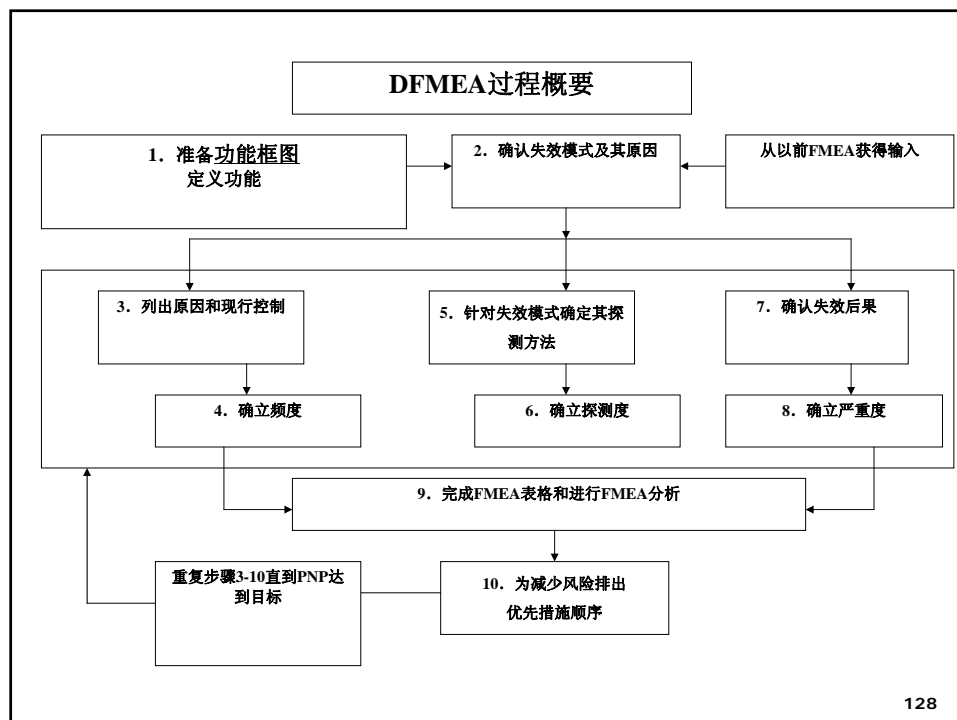 DFMEA过程概要
1．准备功能框图
定义功能
2．确认失效模式及其原因
从以前FMEA获得输入
3．列出原因和现行控制
5．针对失效模式确定其探
测方法
7．确认失效后果
4．确立频度
6．确立探测度
8．确立严重度
9．完成FMEA表格和进行FMEA分析
重复步骤3-10直到PNP达
到目标
10．为减少风险排出
优先措施顺序
128